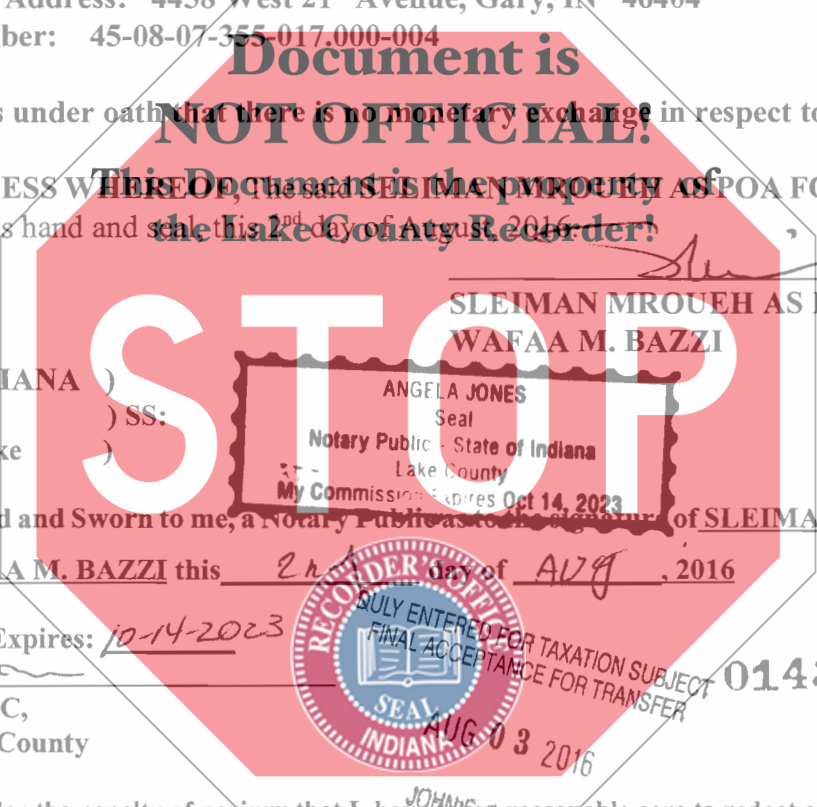 Address: 4458 West 21 Avenue, Gary, IN 46404
ber: 45-08-07-355-017.000-004
Document is
NOT OFFICIAL!
s under oath that there is no monetary exchange in respect to
This Document is the property of
ESS WHEREOF, The said SELIMAN MROUEH AS POA FO
the Lake County Recorder!
s hand and seal, this 2nd day of August, 2016.
STOP
SLEIMAN MROUEH AS
WAFAA M. BAZZI
IANA )
) SS:
ke )
ANGELA JONES
Seal
Notary Public - State of Indiana
Lake County
My Commission Expires Oct 14, 2023
d and Sworn to me, a Notary Public as to the signature of SLEIMA
A M. BAZZI this 2nd day of AUg, 2016
Expires: 10-14-2023
RECORDER'S OFFICE
SEAL
INDIANA
DULY ENTERED FOR TAXATION SUBJECT
FINAL ACCEPTANCE FOR TRANSFER
014
AUG 03 2016
C,
County